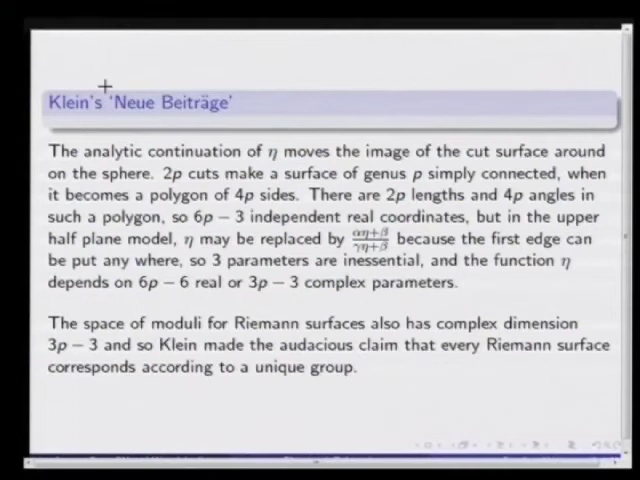 Klein's 'Neue Beiträge'
The analytic continuation of η moves the image of the cut surface around
on the sphere. 2p cuts make a surface of genus p simply connected, when
it becomes a polygon of 4p sides. There are 2p lengths and 4p angles in
such a polygon, so 6p − 3 independent real coordinates, but in the upper
half plane model, η may be replaced by αη+β/γη+β because the first edge can
be put any where, so 3 parameters are inessential, and the function η
depends on 6p − 6 real or 3p − 3 complex parameters.
The space of moduli for Riemann surfaces also has complex dimension
3p − 3 and so Klein made the audacious claim that every Riemann surface
corresponds according to a unique group.